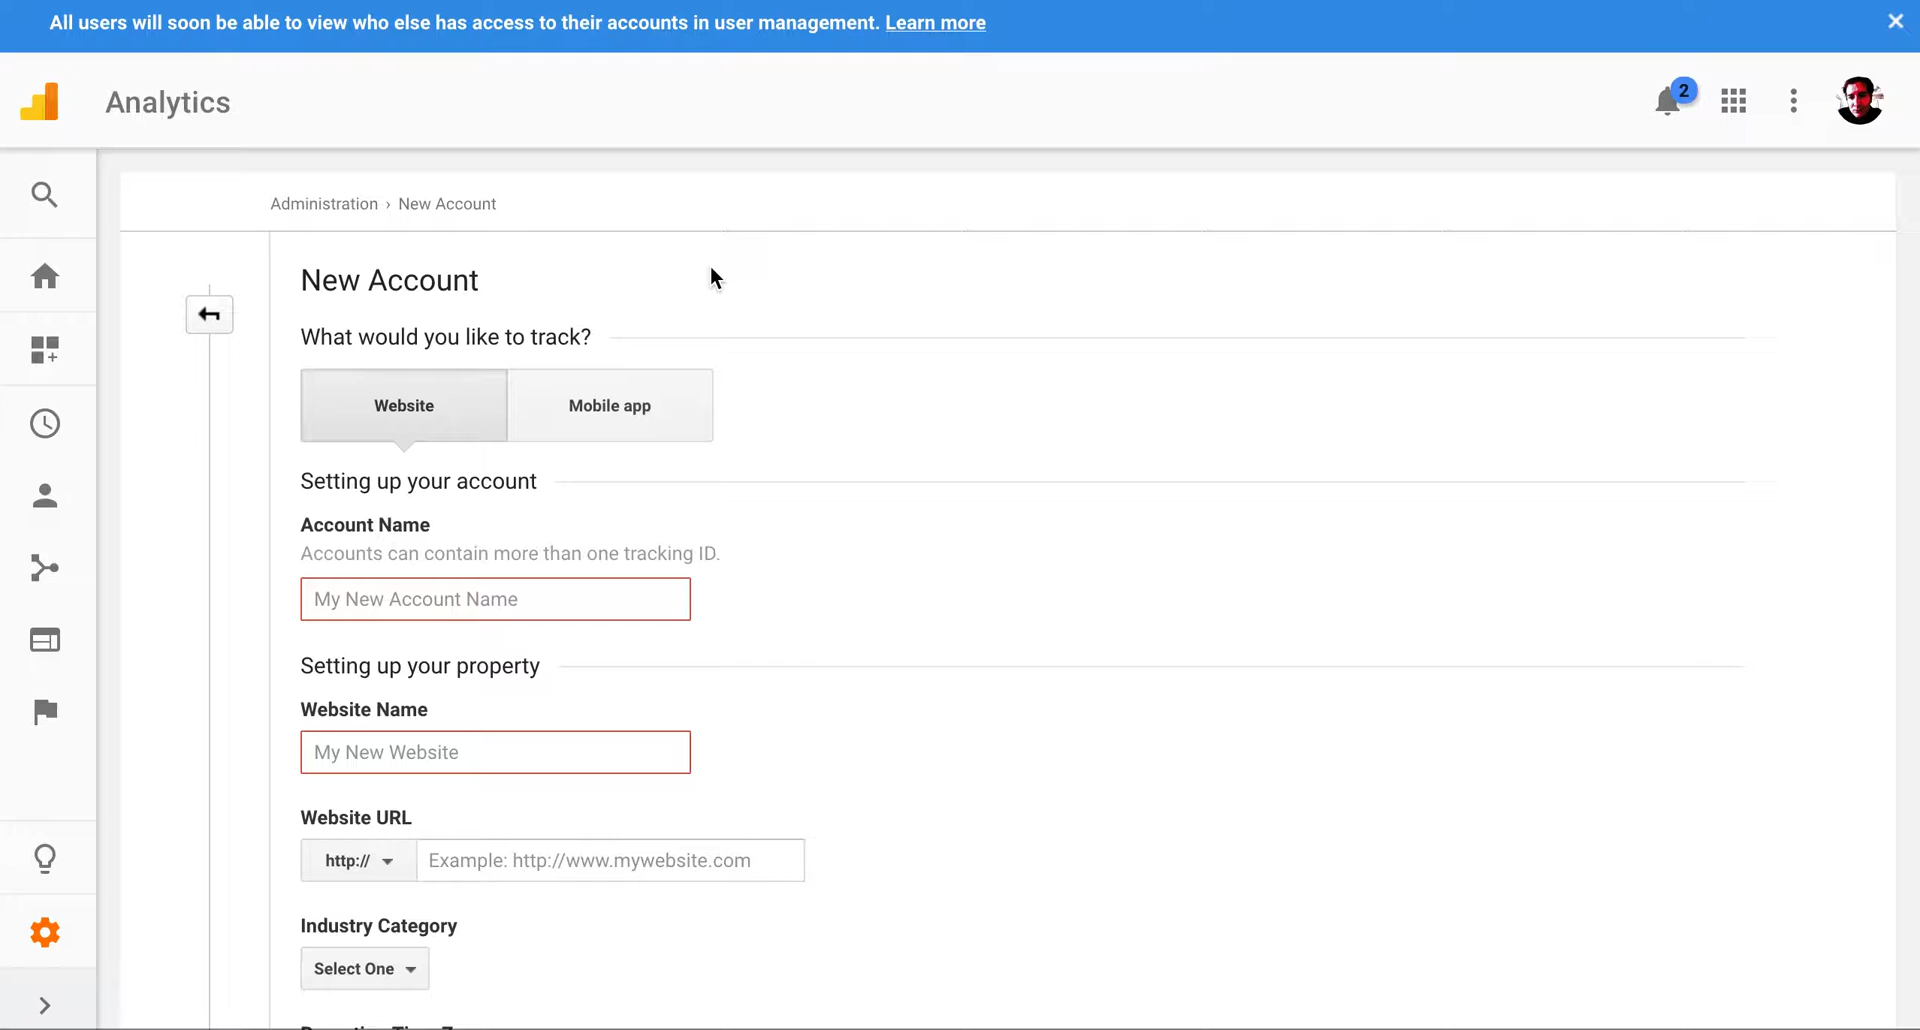 All users will soon be able to view who else has access to their accounts in user management. Learn more
Analytics
2
Administration › New Account
New Account
What would you like to track?
Website
Mobile app
Setting up your account
Account Name
Accounts can contain more than one tracking ID.
My New Account Name
Setting up your property
Website Name
My New Website
Website URL
http://
Example: http://www.mywebsite.com
Industry Category
Select One